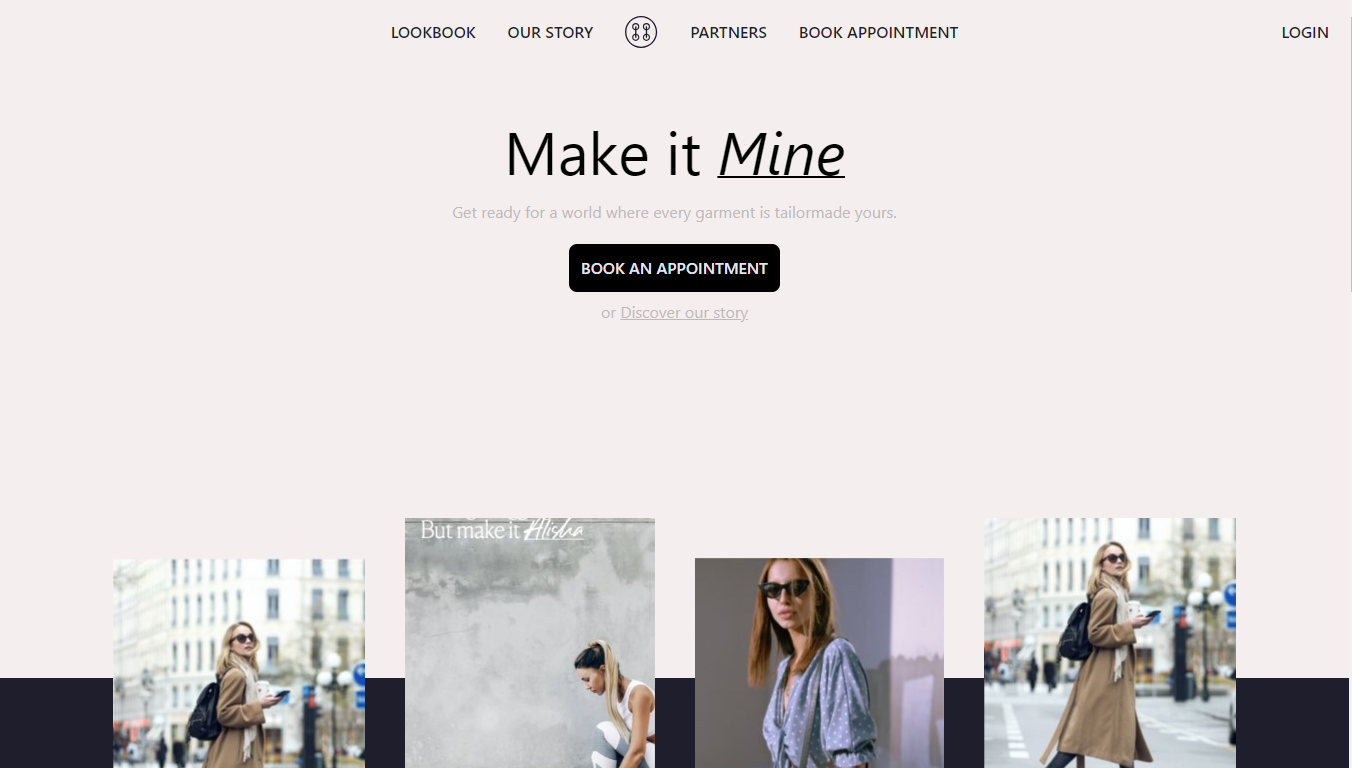 LOOKBOOK OUR STORY PARTNERS BOOK APPOINTMENT LOGIN
Make it Mine
Get ready for a world where every garment is tailormade yours.
BOOK AN APPOINTMENT
or Discover our story
But make it Alisha